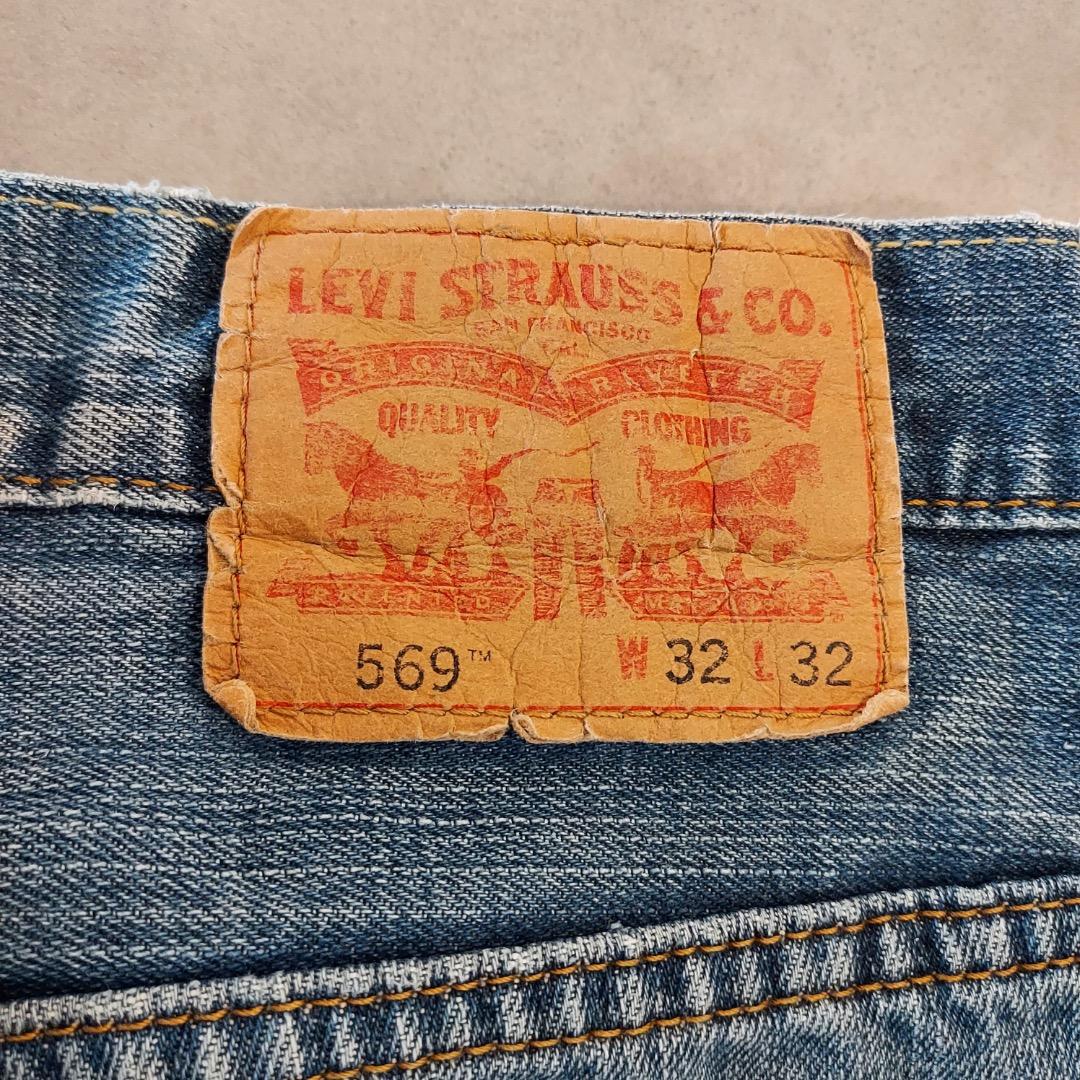 LEVI STRAUSS & CO.
SAN FRANCISCO
CAL.
ORIGINAL RIVETED
QUALITY CLOTHING
569™ W 32 L 32